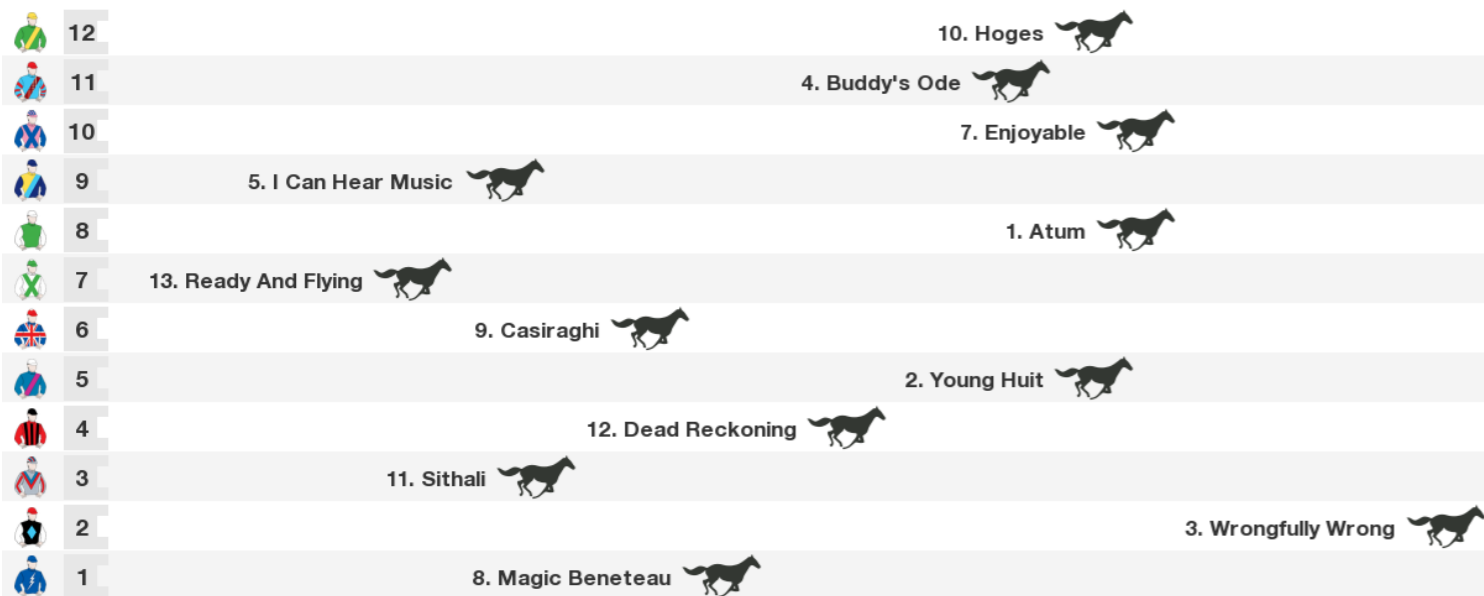 12 10. Hoges
11 4. Buddy's Ode
10 7. Enjoyable
9 5. I Can Hear Music
8 1. Atum
7 13. Ready And Flying
6 9. Casiraghi
5 2. Young Huit
4 12. Dead Reckoning
3 11. Sithali
2 3. Wrongfully Wrong
1 8. Magic Beneteau